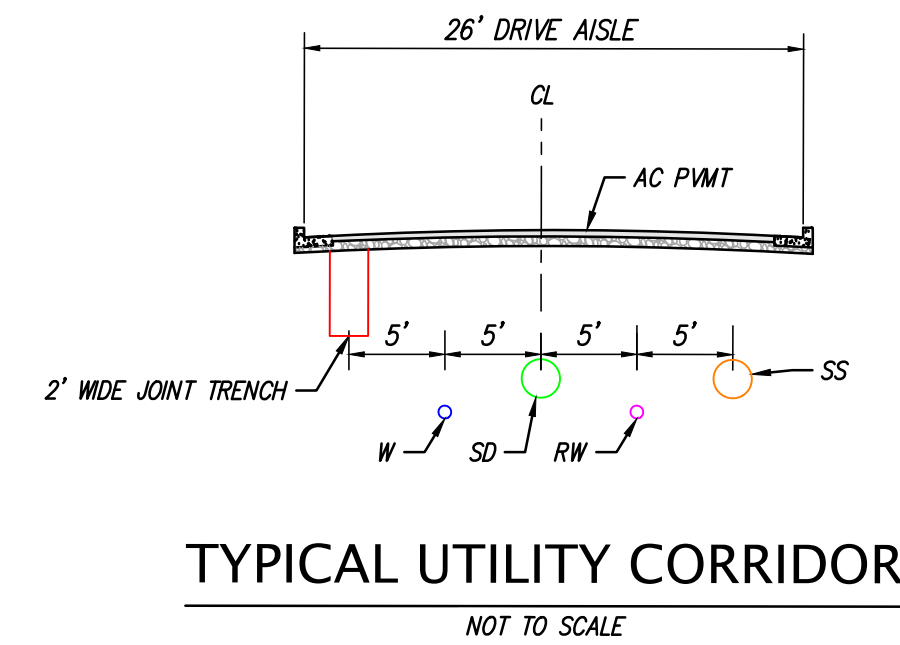 26' DRIVE AISLE
CL
AC PVMT
5' 5' 5' 5'
2' WIDE JOINT TRENCH
SS
W SD RW
TYPICAL UTILITY CORRIDOR
NOT TO SCALE